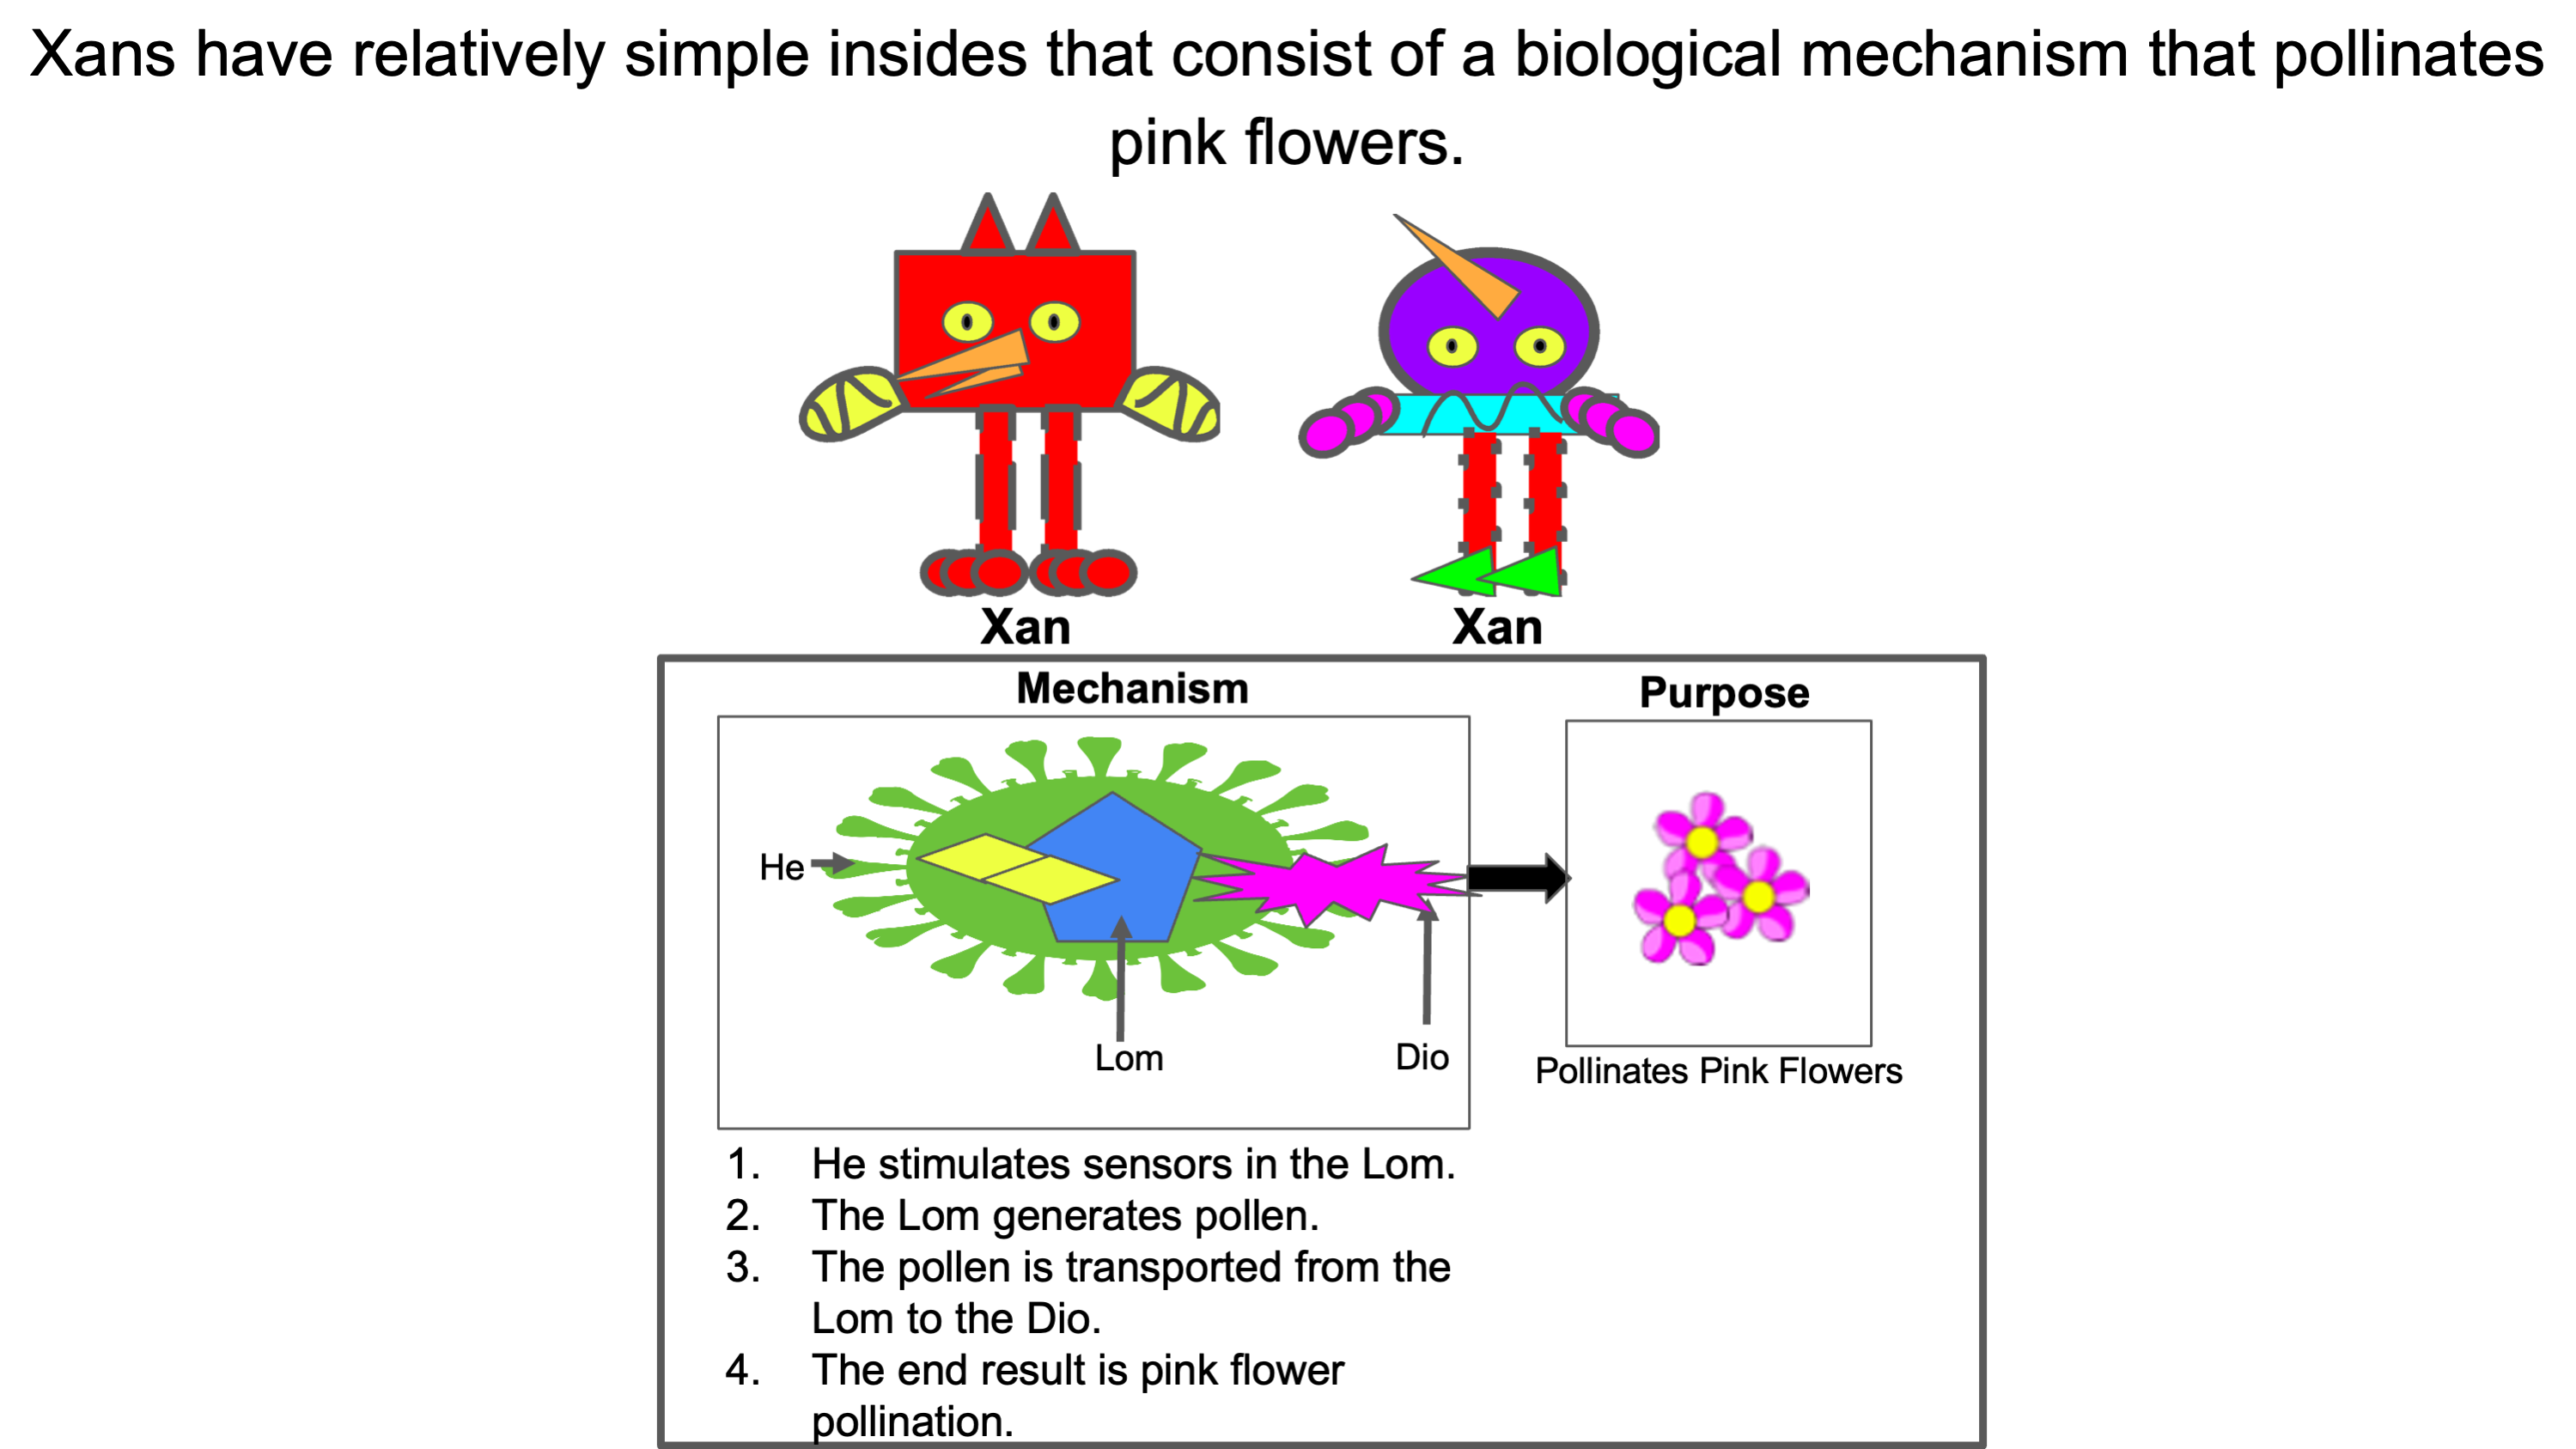 Xans have relatively simple insides that consist of a biological mechanism that pollinates
pink flowers.
Xan
Xan
Mechanism
Purpose
He
Lom
Dio
Pollinates Pink Flowers
1. He stimulates sensors in the Lom.
2. The Lom generates pollen.
3. The pollen is transported from the
Lom to the Dio.
4. The end result is pink flower
pollination.